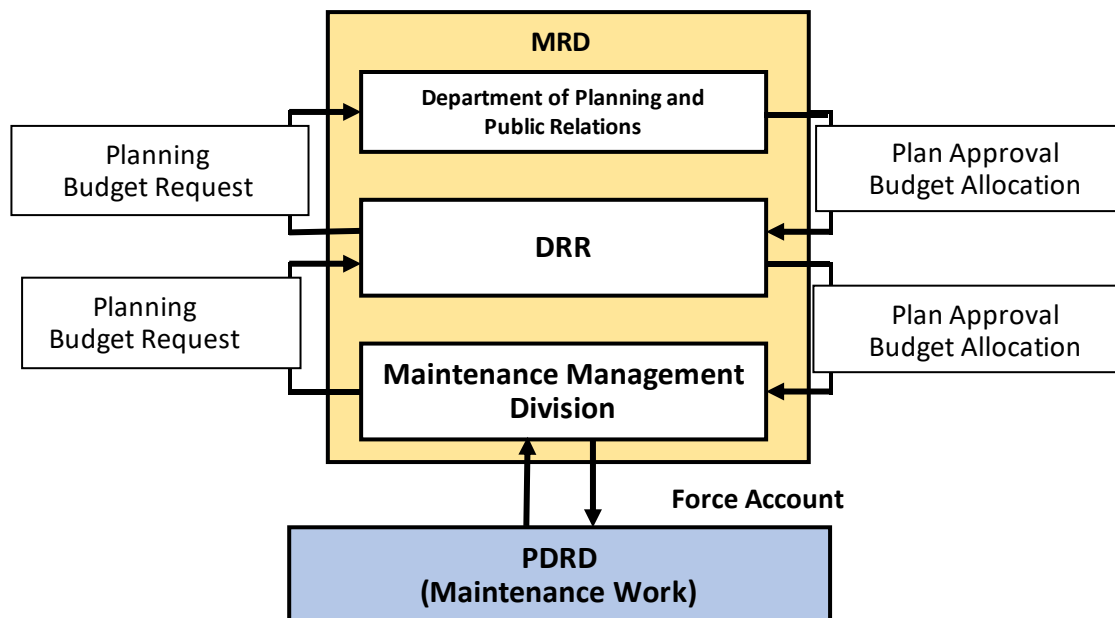 MRD
Department of Planning and
Public Relations
Planning
Budget Request
Plan Approval
Budget Allocation
DRR
Planning
Budget Request
Plan Approval
Budget Allocation
Maintenance Management
Division
Force Account
PDRD
(Maintenance Work)